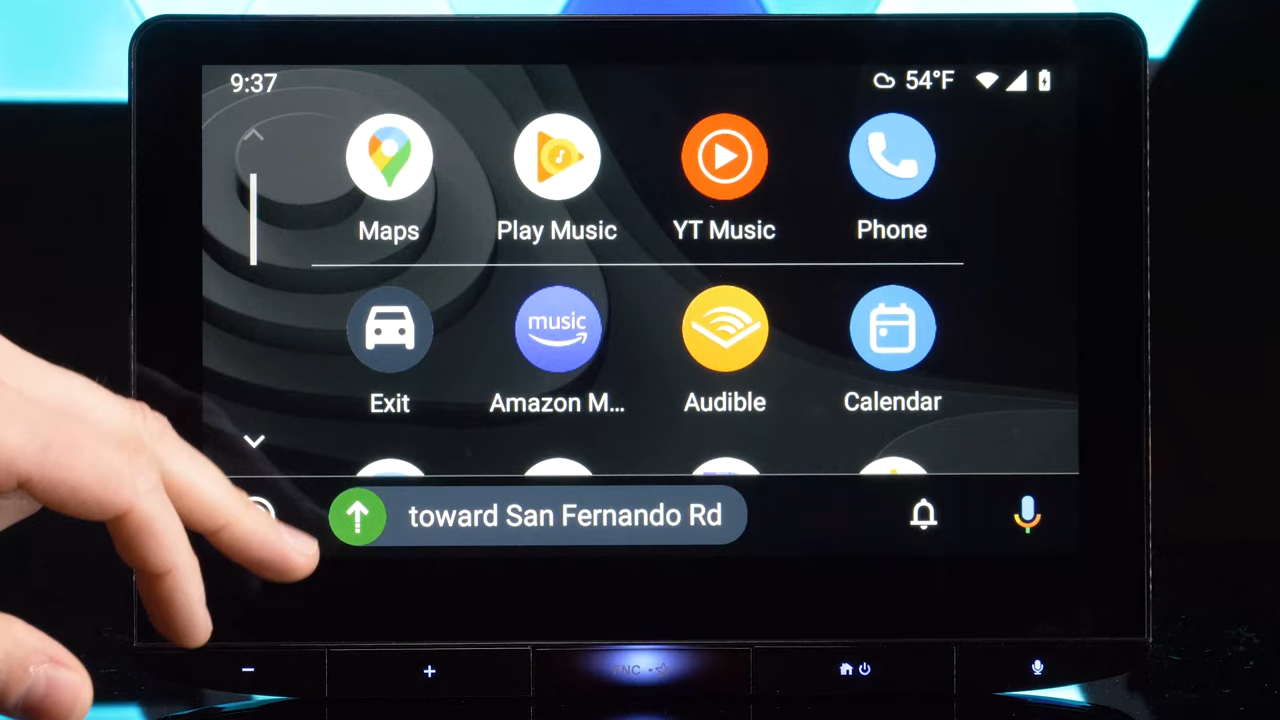 9:37
54°F
Maps
Play Music
YT Music
Phone
music
Exit
Amazon M...
Audible
Calendar
toward San Fernando Rd
- +